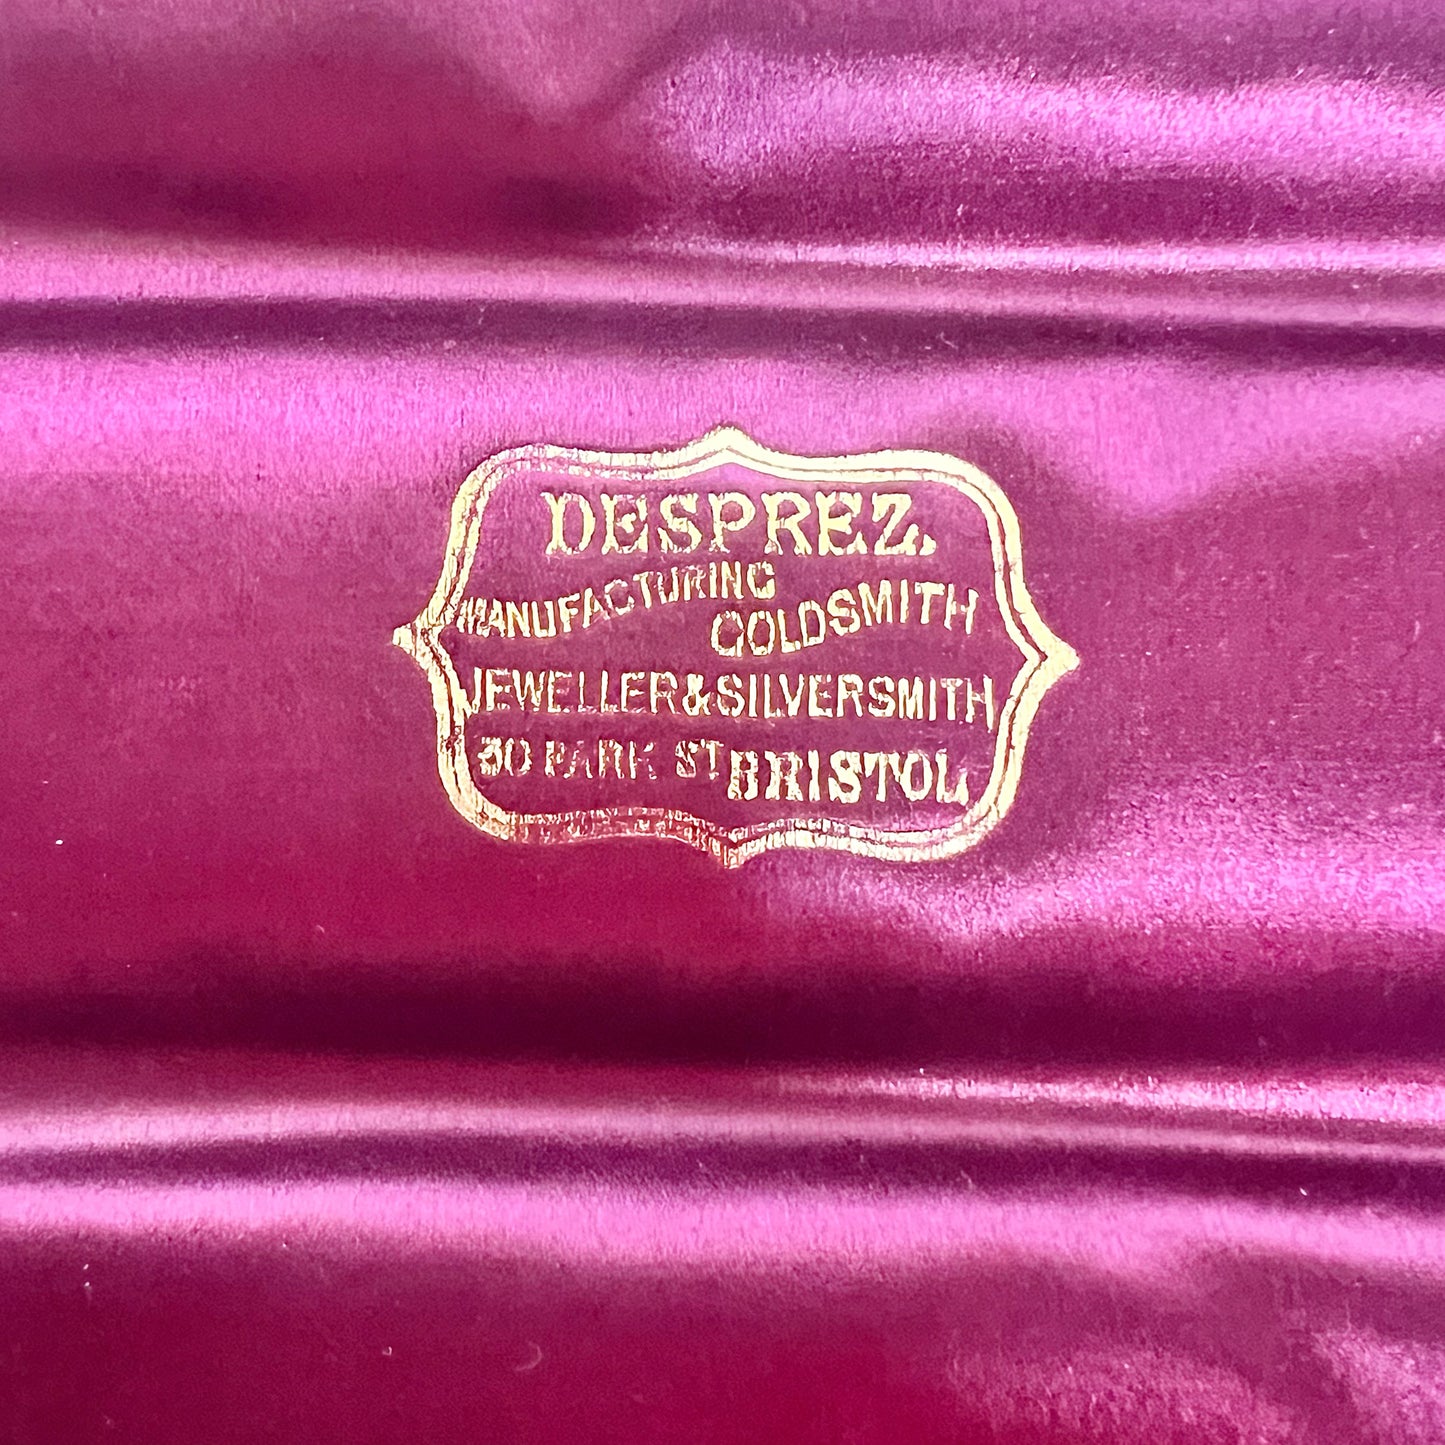 DESPREZ.
MANUFACTURING GOLDSMITH
JEWELLER & SILVERSMITH
30 PARK ST BRISTOL